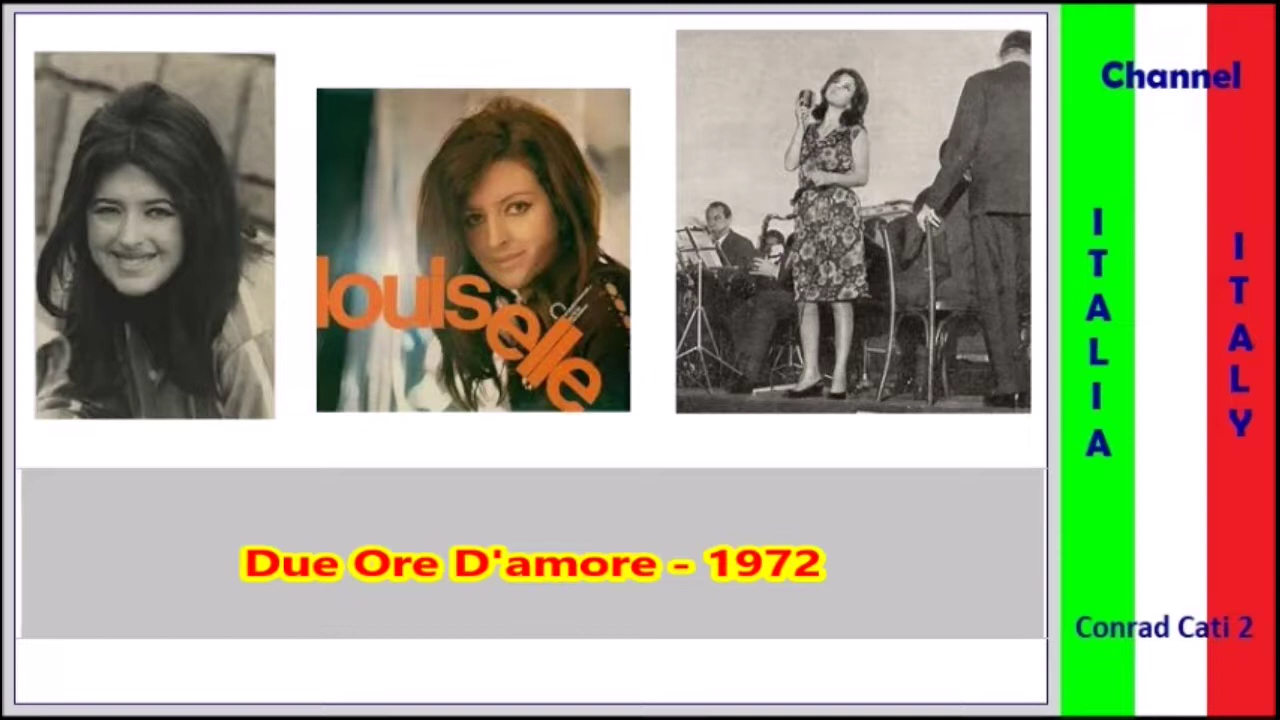 louiselle
Due Ore D'amore - 1972
Channel
ITALIA
ITALY
Conrad Cati 2